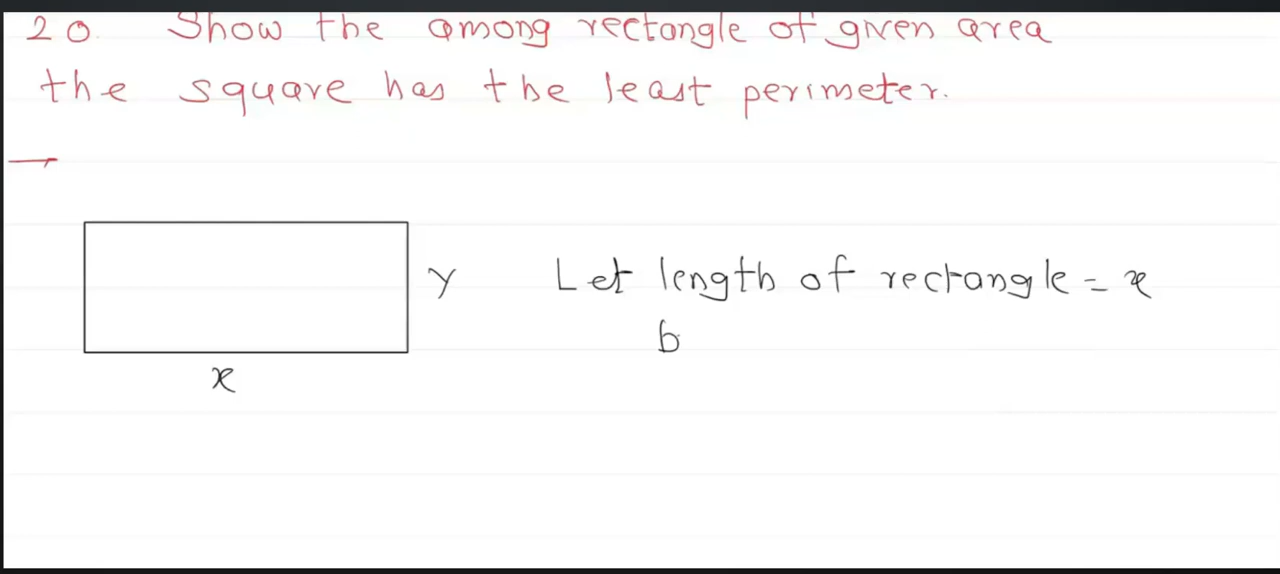 20. Show the among rectangle of given area
the square has the least perimeter.
y Let length of rectangle = x
b
x